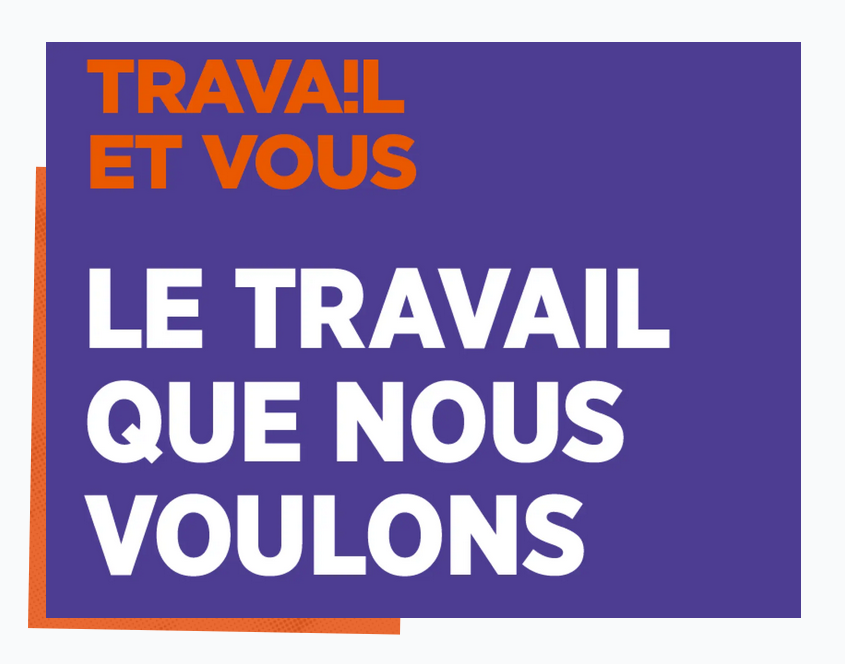 TRAVA!L
ET VOUS
LE TRAVAIL
QUE NOUS
VOULONS